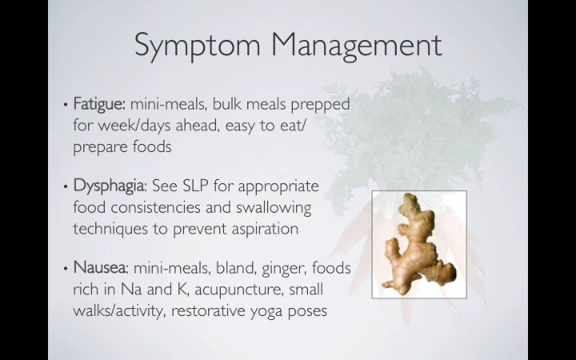 Symptom Management
• Fatigue: mini-meals, bulk meals prepped
for week/days ahead, easy to eat/
prepare foods
• Dysphagia: See SLP for appropriate
food consistencies and swallowing
techniques to prevent aspiration
• Nausea: mini-meals, bland, ginger, foods
rich in Na and K, acupuncture, small
walks/activity, restorative yoga poses